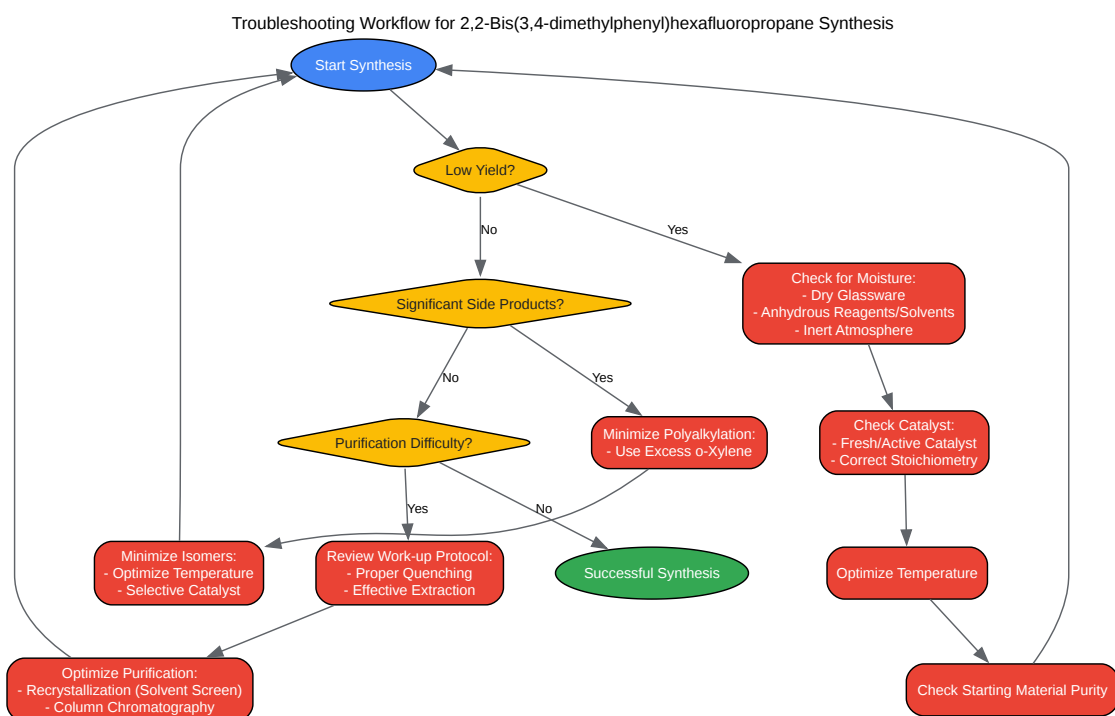 Troubleshooting Workflow for 2,2-Bis(3,4-dimethylphenyl)hexafluoropropane Synthesis
Start Synthesis
Low Yield?
No
Yes
Check for Moisture:
- Dry Glassware
- Anhydrous Reagents/Solvents
- Inert Atmosphere
Significant Side Products?
No
Yes
Check Catalyst:
- Fresh/Active Catalyst
- Correct Stoichiometry
Minimize Polyalkylation:
- Use Excess o-Xylene
Purification Difficulty?
Yes
No
Minimize Isomers:
- Optimize Temperature
- Selective Catalyst
Review Work-up Protocol:
- Proper Quenching
- Effective Extraction
Successful Synthesis
Optimize Temperature
Optimize Purification:
- Recrystallization (Solvent Screen)
- Column Chromatography
Check Starting Material Purity